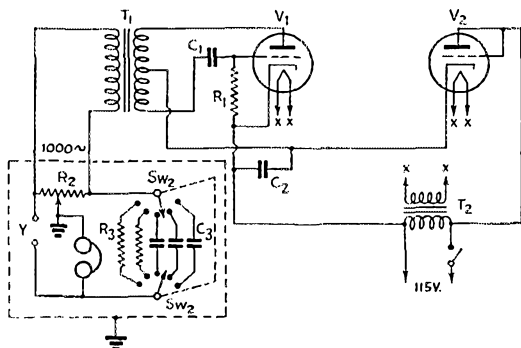 T1
V1
V2
C1
R1
X X
X X
C2
X X
T2
115V.
1000~
R2
SW2
Y
R3
C3
SW2